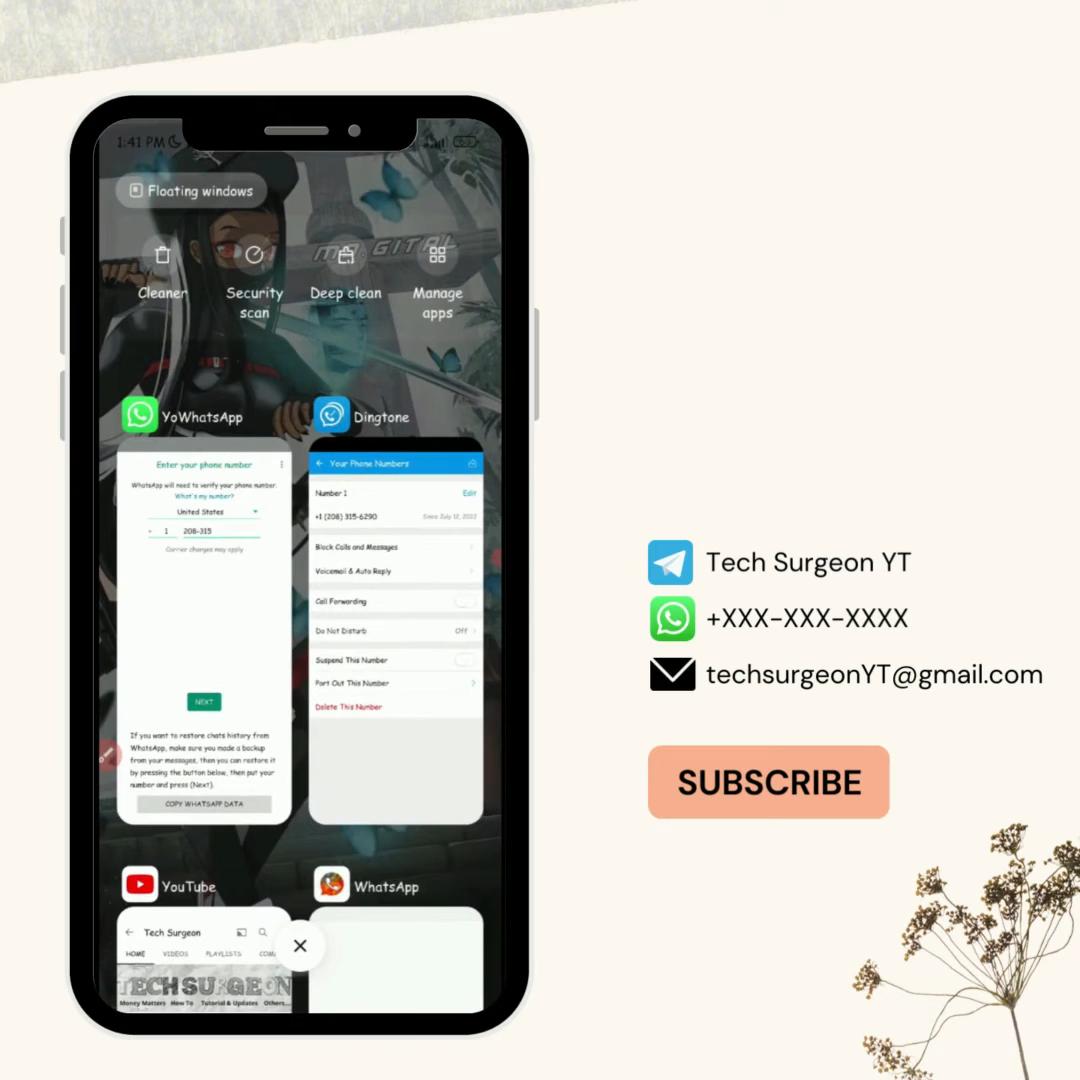 1:41 PM
Floating windows
MR GITAL
Cleaner
Security scan
Deep clean
Manage apps
YoWhatsApp
Enter your phone number
WhatsApp will need to verify your phone number.
What's my number?
United States
+ 1 208-315
Carrier charges may apply
NEXT
If you want to restore chats history from
WhatsApp, make sure you made a backup
from your messages, then you can restore it
by pressing the button below, then put your
number and press (Next).
COPY WHATSAPP DATA
Dingtone
Your Phone Numbers
Number 1 Edit
+1 (208) 315-6290 Since July 12, 2022
Block Calls and Messages
Voicemail & Auto Reply
Call Forwarding
Do Not Disturb Off
Suspend This Number
Port Out This Number
Delete This Number
YouTube
Tech Surgeon
HOME VIDEOS PLAYLISTS
TECH SURGEON
Money Matters How To Tutorial & Updates Others...
WhatsApp
Tech Surgeon YT
+XXX-XXX-XXXX
techsurgeonYT@gmail.com
SUBSCRIBE